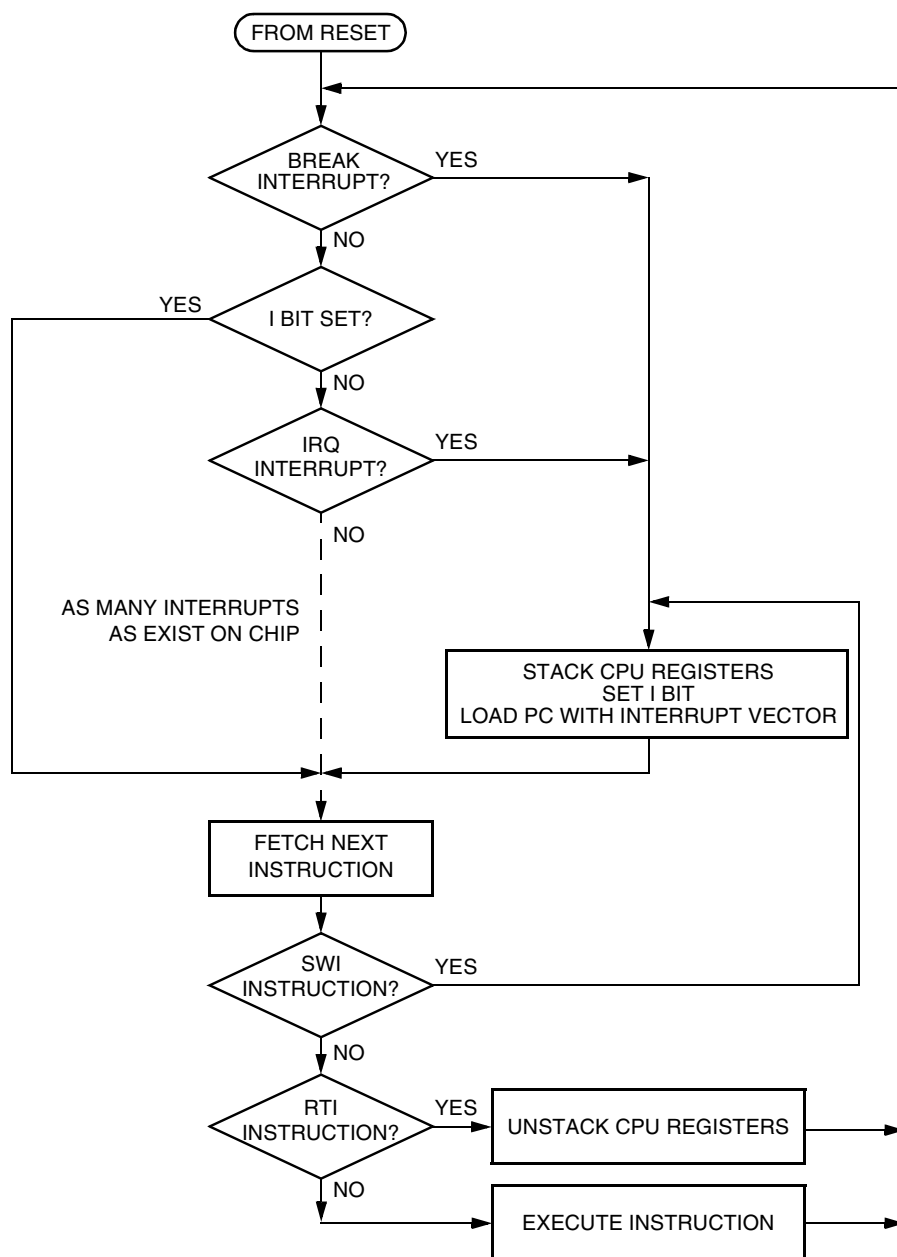 FROM RESET
BREAK
INTERRUPT?
YES
NO
YES
I BIT SET?
NO
IRQ
INTERRUPT?
YES
NO
AS MANY INTERRUPTS
AS EXIST ON CHIP
STACK CPU REGISTERS
SET I BIT
LOAD PC WITH INTERRUPT VECTOR
FETCH NEXT
INSTRUCTION
SWI
INSTRUCTION?
YES
NO
RTI
INSTRUCTION?
YES
UNSTACK CPU REGISTERS
NO
EXECUTE INSTRUCTION